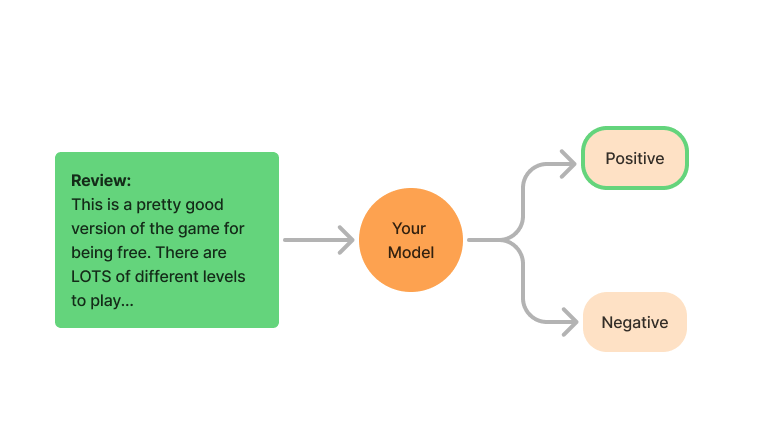 Review:
This is a pretty good
version of the game for
being free. There are
LOTS of different levels
to play...
Your
Model
Positive
Negative